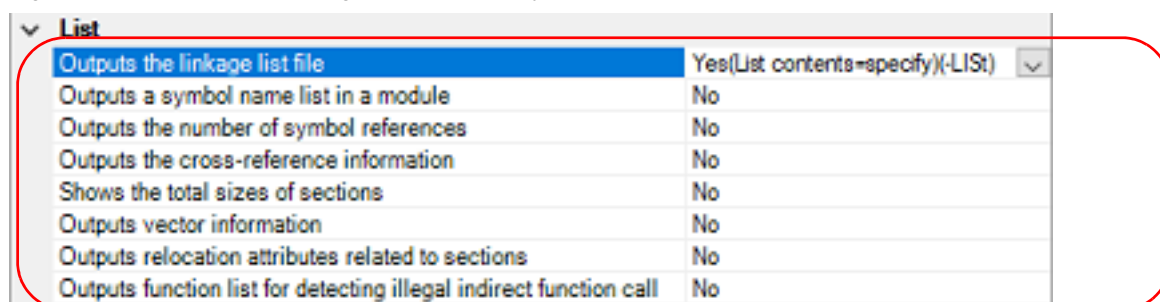 List
Outputs the linkage list file Yes(List contents=specify)(-LISt)
Outputs a symbol name list in a module No
Outputs the number of symbol references No
Outputs the cross-reference information No
Shows the total sizes of sections No
Outputs vector information No
Outputs relocation attributes related to sections No
Outputs function list for detecting illegal indirect function call No